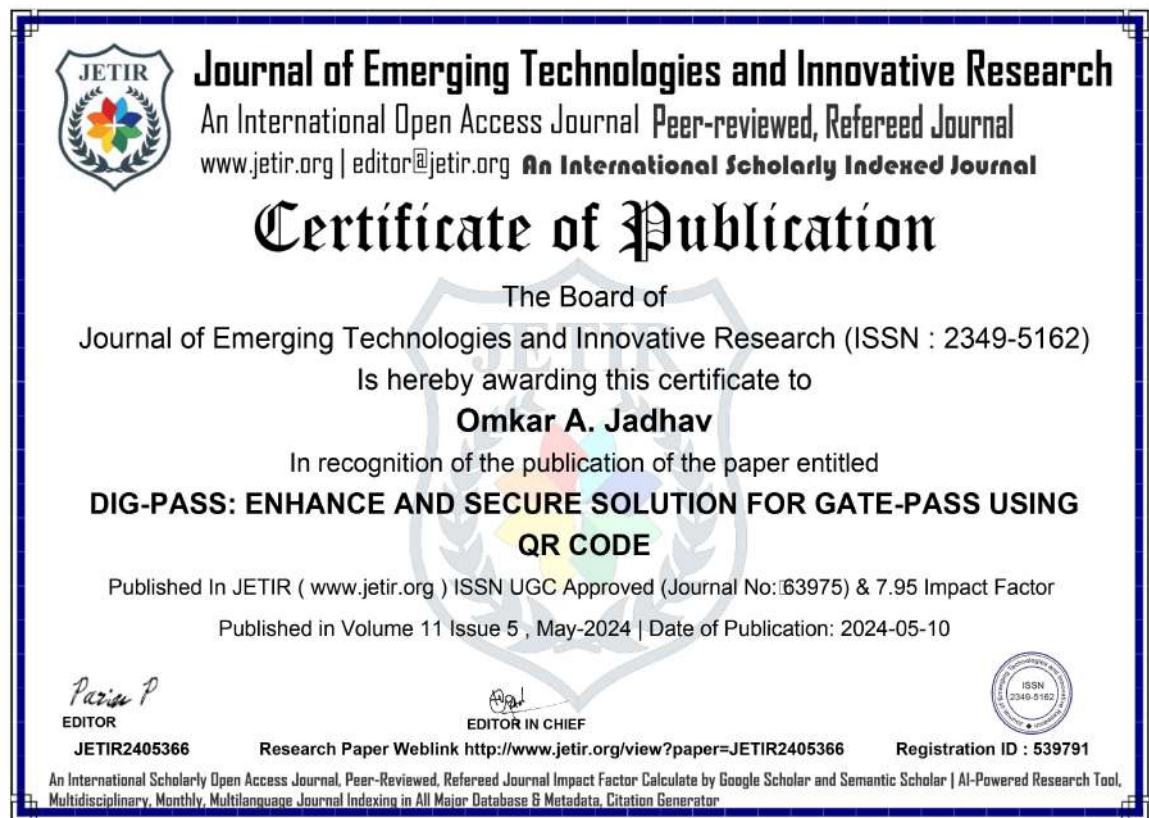 JETIR
Journal of Emerging Technologies and Innovative Research
An International Open Access Journal Peer-reviewed, Refereed Journal
www.jetir.org | editor@jetir.org An International Scholarly Indexed Journal
Certificate of Publication
The Board of
Journal of Emerging Technologies and Innovative Research (ISSN : 2349-5162)
Is hereby awarding this certificate to
Omkar A. Jadhav
In recognition of the publication of the paper entitled
DIG-PASS: ENHANCE AND SECURE SOLUTION FOR GATE-PASS USING
QR CODE
Published In JETIR ( www.jetir.org ) ISSN UGC Approved (Journal No: 63975) & 7.95 Impact Factor
Published in Volume 11 Issue 5 , May-2024 | Date of Publication: 2024-05-10
EDITOR
EDITOR IN CHIEF
ISSN
2349-5162
JETIR2405366 Research Paper Weblink http://www.jetir.org/view?paper=JETIR2405366 Registration ID : 539791
An International Scholarly Open Access Journal, Peer-Reviewed, Refereed Journal Impact Factor Calculate by Google Scholar and Semantic Scholar | AI-Powered Research Tool,
Multidisciplinary, Monthly, Multilanguage Journal Indexing in All Major Database & Metadata, Citation Generator